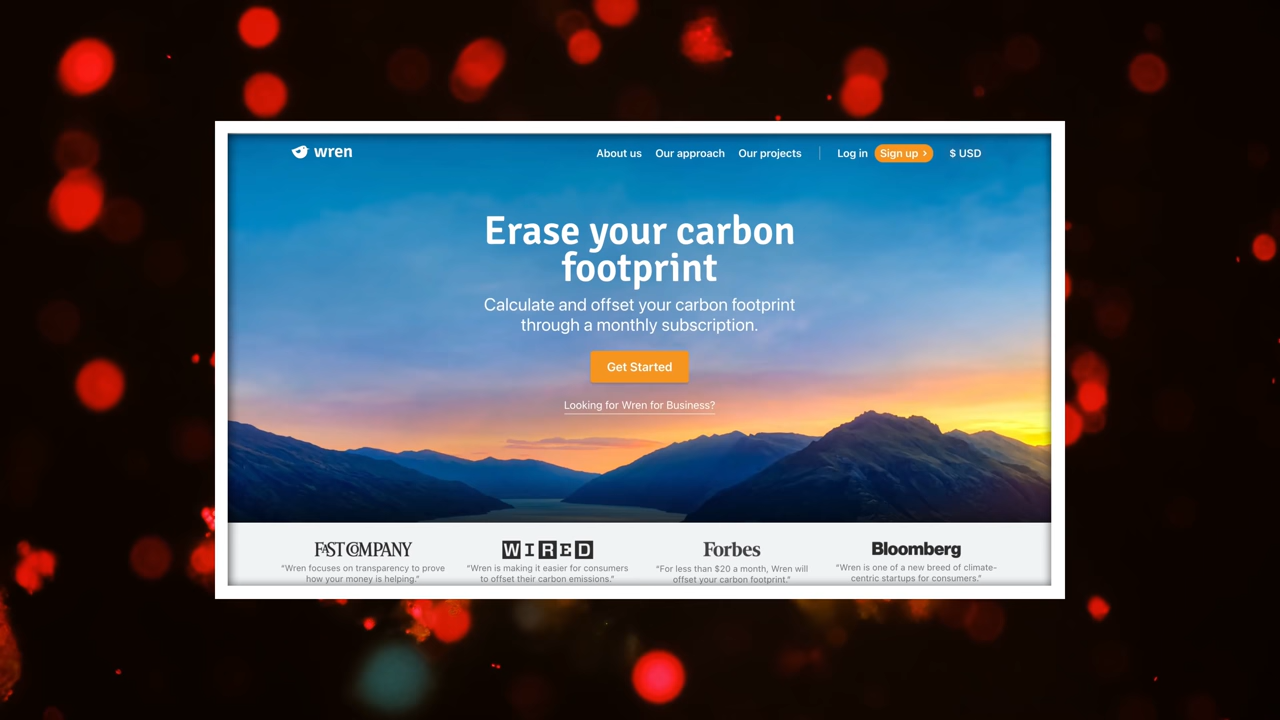 wren
About us Our approach Our projects Log in Sign up › $ USD
Erase your carbon
footprint
Calculate and offset your carbon footprint
through a monthly subscription.
Get Started
Looking for Wren for Business?
FAST COMPANY WIRED Forbes Bloomberg
“Wren focuses on transparency to prove
how your money is helping.”
“Wren is making it easier for consumers
to offset their carbon emissions.”
“For less than $20 a month, Wren will
offset your carbon footprint.”
“Wren is one of a new breed of climate-
centric startups for consumers.”